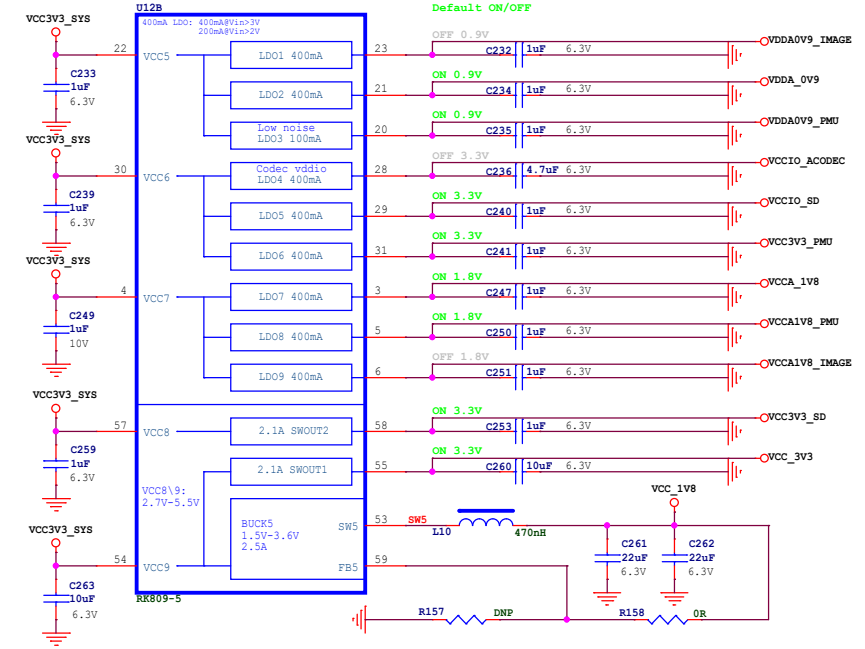 U12B
Default ON/OFF
VCC3V3_SYS
400mA LDO: 400mA@Vin>3V
200mA@Vin>2V
22
VCC5
LDO1 400mA
23
OFF 0.9V
C232
1uF
6.3V
VDDA0V9_IMAGE
C233
1uF
6.3V
LDO2 400mA
21
ON 0.9V
C234
1uF
6.3V
VDDA_0V9
Low noise
LDO3 100mA
20
ON 0.9V
C235
1uF
6.3V
VDDA0V9_PMU
VCC3V3_SYS
30
VCC6
Codec vddio
LDO4 400mA
28
OFF 3.3V
C236
4.7uF
6.3V
VCCIO_ACODEC
C239
1uF
6.3V
LDO5 400mA
29
ON 3.3V
C240
1uF
6.3V
VCCIO_SD
LDO6 400mA
31
ON 3.3V
C241
1uF
6.3V
VCC3V3_PMU
VCC3V3_SYS
4
VCC7
LDO7 400mA
3
ON 1.8V
C247
1uF
6.3V
VCCA_1V8
C249
1uF
10V
LDO8 400mA
5
ON 1.8V
C250
1uF
6.3V
VCCA1V8_PMU
LDO9 400mA
6
OFF 1.8V
C251
1uF
6.3V
VCCA1V8_IMAGE
VCC3V3_SYS
57
VCC8
2.1A SWOUT2
58
ON 3.3V
C253
1uF
6.3V
VCC3V3_SD
C259
1uF
6.3V
2.1A SWOUT1
55
ON 3.3V
C260
10uF
6.3V
VCC_3V3
VCC8\9:
2.7V-5.5V
VCC_1V8
VCC3V3_SYS
BUCK5
1.5V-3.6V
2.5A
SW5
53
SW5
L10
470nH
C261
22uF
6.3V
C262
22uF
6.3V
54
VCC9
FB5
59
C263
10uF
6.3V
RK809-5
R157
DNP
R158
0R